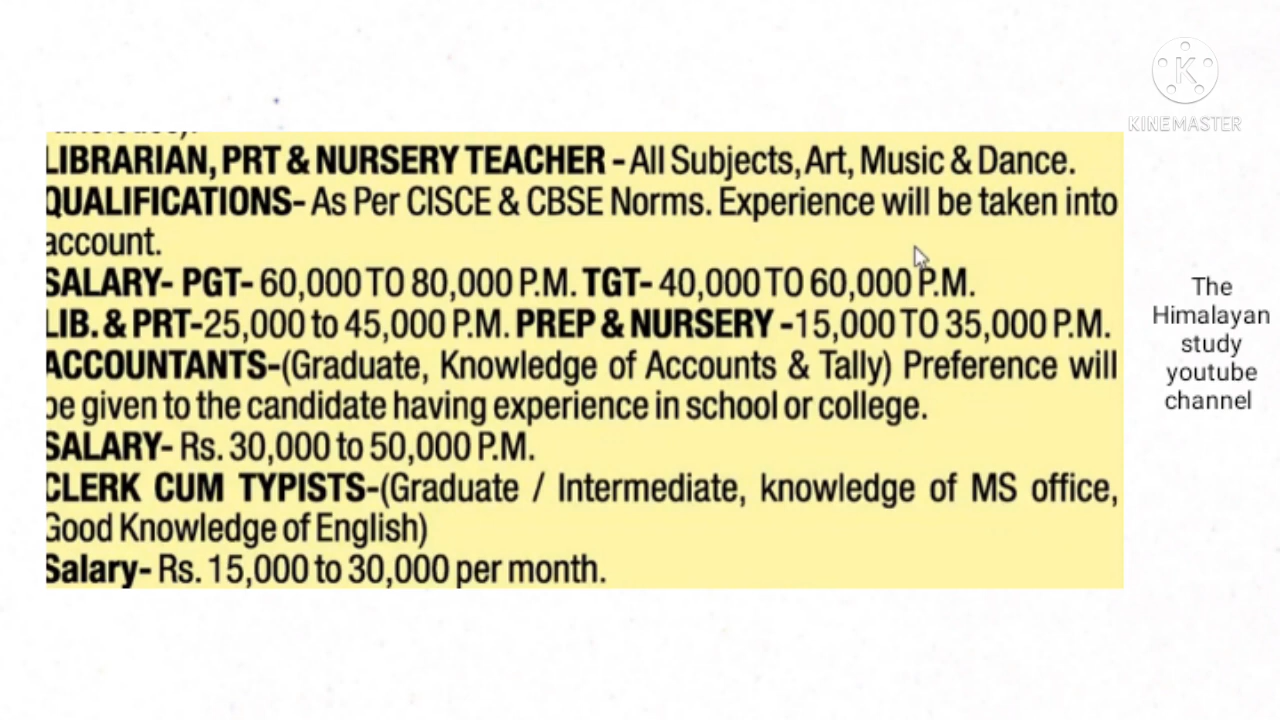 K
KINEMASTER
LIBRARIAN, PRT & NURSERY TEACHER - All Subjects, Art, Music & Dance.
QUALIFICATIONS- As Per CISCE & CBSE Norms. Experience will be taken into
account.
SALARY- PGT- 60,000 TO 80,000 P.M. TGT- 40,000 TO 60,000 P.M.
LIB. & PRT-25,000 to 45,000 P.M. PREP & NURSERY -15,000 TO 35,000 P.M.
ACCOUNTANTS-(Graduate, Knowledge of Accounts & Tally) Preference will
be given to the candidate having experience in school or college.
SALARY- Rs. 30,000 to 50,000 P.M.
CLERK CUM TYPISTS-(Graduate / Intermediate, knowledge of MS office,
Good Knowledge of English)
Salary- Rs. 15,000 to 30,000 per month.
The
Himalayan
study
youtube
channel